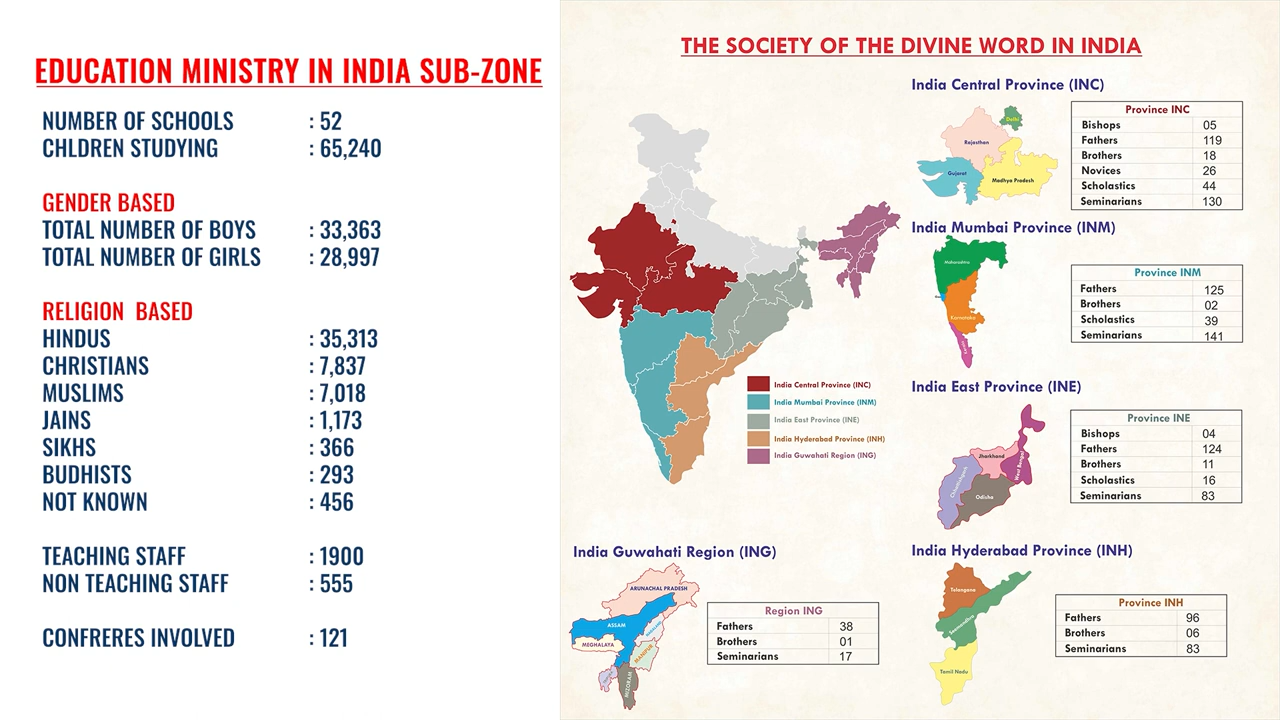 EDUCATION MINISTRY IN INDIA SUB-ZONE
NUMBER OF SCHOOLS : 52
CHLDREN STUDYING : 65,240
GENDER BASED
TOTAL NUMBER OF BOYS : 33,363
TOTAL NUMBER OF GIRLS : 28,997
RELIGION BASED
HINDUS : 35,313
CHRISTIANS : 7,837
MUSLIMS : 7,018
JAINS : 1,173
SIKHS : 366
BUDHISTS : 293
NOT KNOWN : 456
TEACHING STAFF : 1900
NON TEACHING STAFF : 555
CONFRERES INVOLVED : 121
THE SOCIETY OF THE DIVINE WORD IN INDIA
India Central Province (INC)
India Mumbai Province (INM)
India East Province (INE)
India Hyderabad Province (INH)
India Guwahati Region (ING)
India Central Province (INC)
Delhi
Rajasthan
Gujarat
Madhya Pradesh
Province INC
Bishops 05
Fathers 119
Brothers 18
Novices 26
Scholastics 44
Seminarians 130
India Mumbai Province (INM)
Maharashtra
Karnataka
Kerala
Province INM
Fathers 125
Brothers 02
Scholastics 39
Seminarians 141
India East Province (INE)
Jharkhand
West Bengal
Chhattisgarh
Odisha
Province INE
Bishops 04
Fathers 124
Brothers 11
Scholastics 16
Seminarians 83
India Guwahati Region (ING)
ARUNACHAL PRADESH
ASSAM
MEGHALAYA
MANIPUR
MIZORAM
Region ING
Fathers 38
Brothers 01
Seminarians 17
India Hyderabad Province (INH)
Telangana
Tamil Nadu
Province INH
Fathers 96
Brothers 06
Seminarians 83